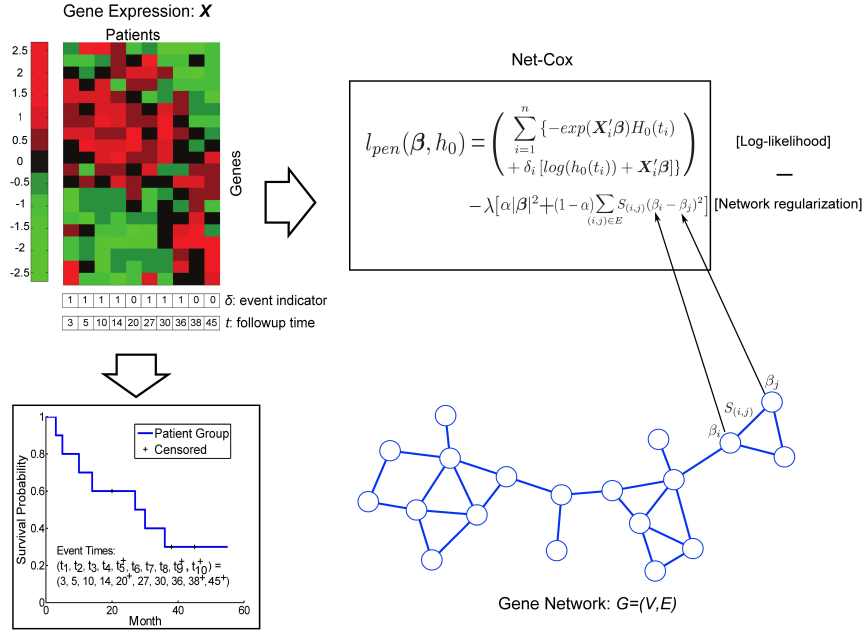 Gene Expression: X
Patients
2.5
2
1.5
1
0.5
0
-0.5
-1
-1.5
-2
-2.5
Genes
1 1 1 1 0 1 1 1 0 0 δ: event indicator
3 5 10 14 20 27 30 36 38 45 t: followup time
Net-Cox
l_pen(β, h_0) = ( ∑_{i=1}^{n} {-exp(X′_iβ)H_0(t_i)
+ δ_i [log(h_0(t_i)) + X′_iβ]} )
-λ[α|β|² + (1 - α) ∑_{(i,j)∈E} S_{(i,j)}(β_i - β_j)²]
[Log-likelihood]
—
[Network regularization]
β_j
S_{(i,j)}
β_i
Gene Network: G=(V,E)
Survival Probability
1
0.8
0.6
0.4
0.2
0
Patient Group
+ Censored
Event Times:
(t_1, t_2, t_3, t_4, t_5^+, t_6, t_7, t_8, t_9^+, t_10^+) =
(3, 5, 10, 14, 20^+, 27, 30, 36, 38^+, 45^+)
0 20 40 60
Month